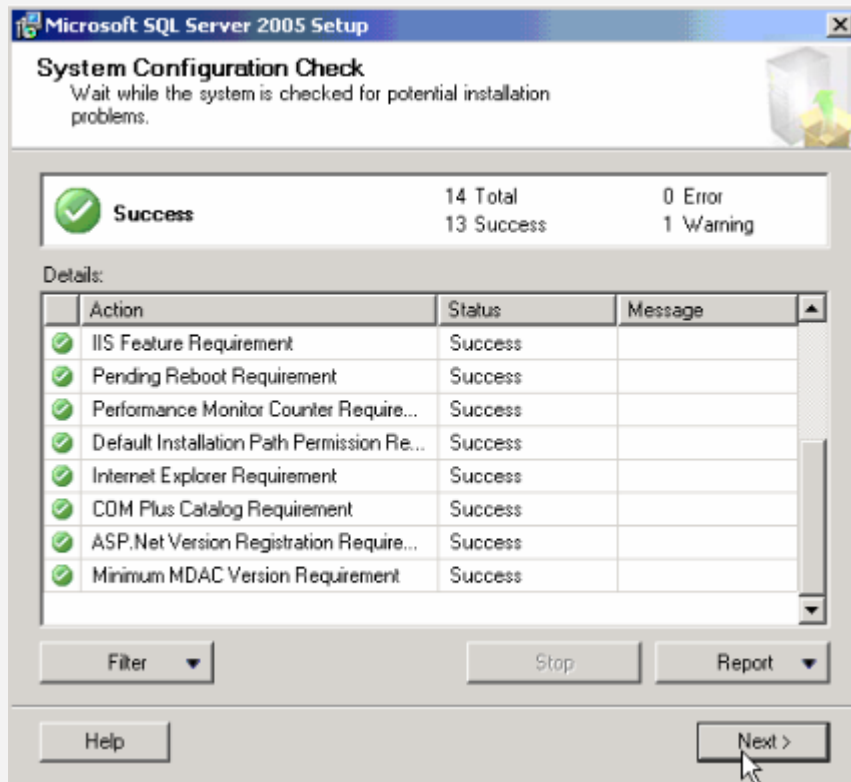 Microsoft SQL Server 2005 Setup
System Configuration Check
Wait while the system is checked for potential installation
problems.
Success
14 Total
0 Error
13 Success
1 Warning
Details:
Action Status Message
IIS Feature Requirement Success
Pending Reboot Requirement Success
Performance Monitor Counter Require... Success
Default Installation Path Permission Re... Success
Internet Explorer Requirement Success
COM Plus Catalog Requirement Success
ASP.Net Version Registration Require... Success
Minimum MDAC Version Requirement Success
Filter Stop Report
Help Next >